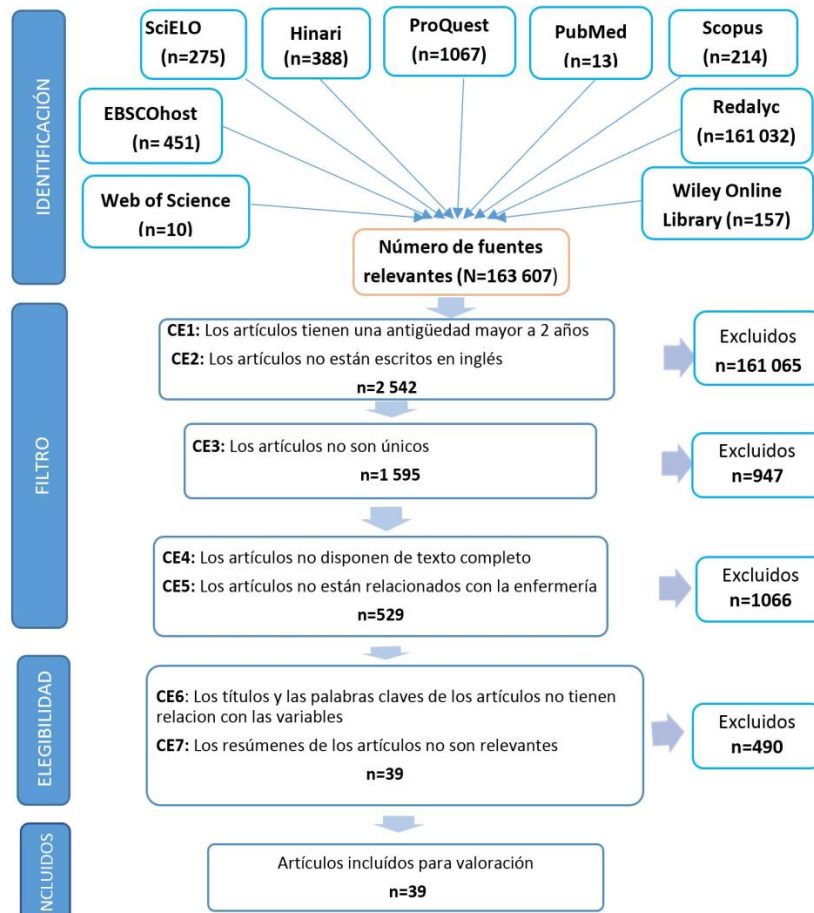 IDENTIFICACIÓN
SciELO
(n=275)
Hinari
(n=388)
ProQuest
(n=1067)
PubMed
(n=13)
Scopus
(n=214)
EBSCOhost
(n= 451)
Redalyc
(n=161 032)
Web of Science
(n=10)
Wiley Online
Library (n=157)
Número de fuentes
relevantes (N=163 607)
FILTRO
CE1: Los artículos tienen una antigüedad mayor a 2 años
CE2: Los artículos no están escritos en inglés
n=2 542
Excluidos
n=161 065
CE3: Los artículos no son únicos
n=1 595
Excluidos
n=947
CE4: Los artículos no disponen de texto completo
CE5: Los artículos no están relacionados con la enfermería
n=529
Excluidos
n=1066
ELEGIBILIDAD
CE6: Los títulos y las palabras claves de los artículos no tienen
relacion con las variables
CE7: Los resúmenes de los artículos no son relevantes
n=39
Excluidos
n=490
NCLUIDOS
Artículos incluídos para valoración
n=39